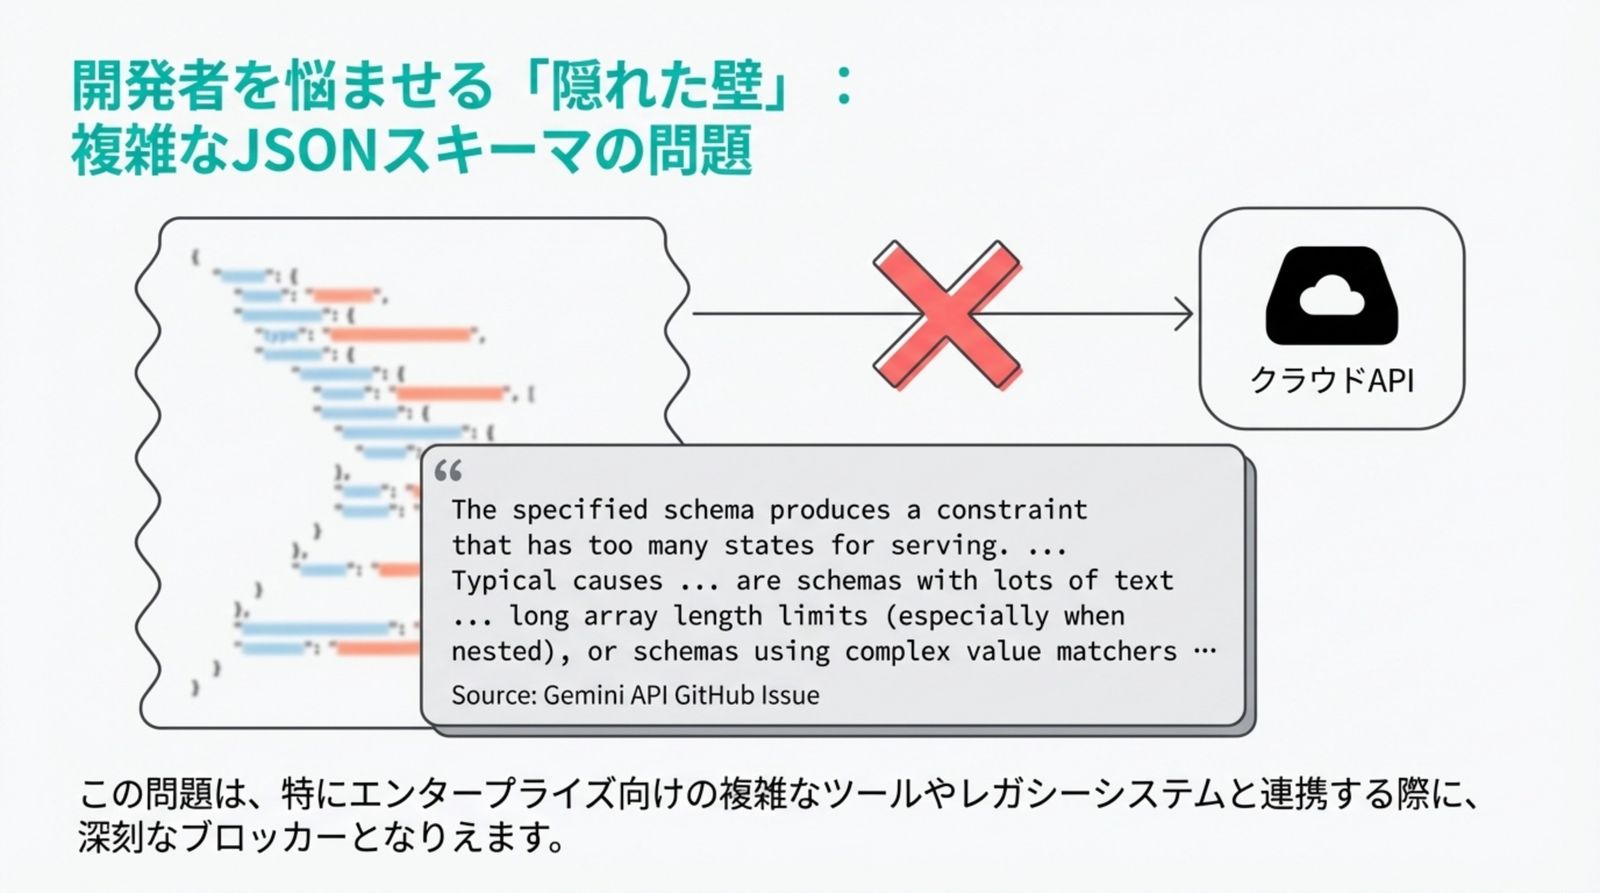 開発者を悩ませる「隠れた壁」：
複雑なJSONスキーマの問題
{
": {
": "
",
": {
"type": "
",
": {
": {
": "
", [
": {
": {
":
},
": "
": "
}
},
": "
}
},
": "
": "
}
}
クラウドAPI
“
The specified schema produces a constraint
that has too many states for serving. ...
Typical causes ... are schemas with lots of text
... long array length limits (especially when
nested), or schemas using complex value matchers ...
Source: Gemini API GitHub Issue
この問題は、特にエンタープライズ向けの複雑なツールやレガシーシステムと連携する際に、
深刻なブロッカーとなりえます。